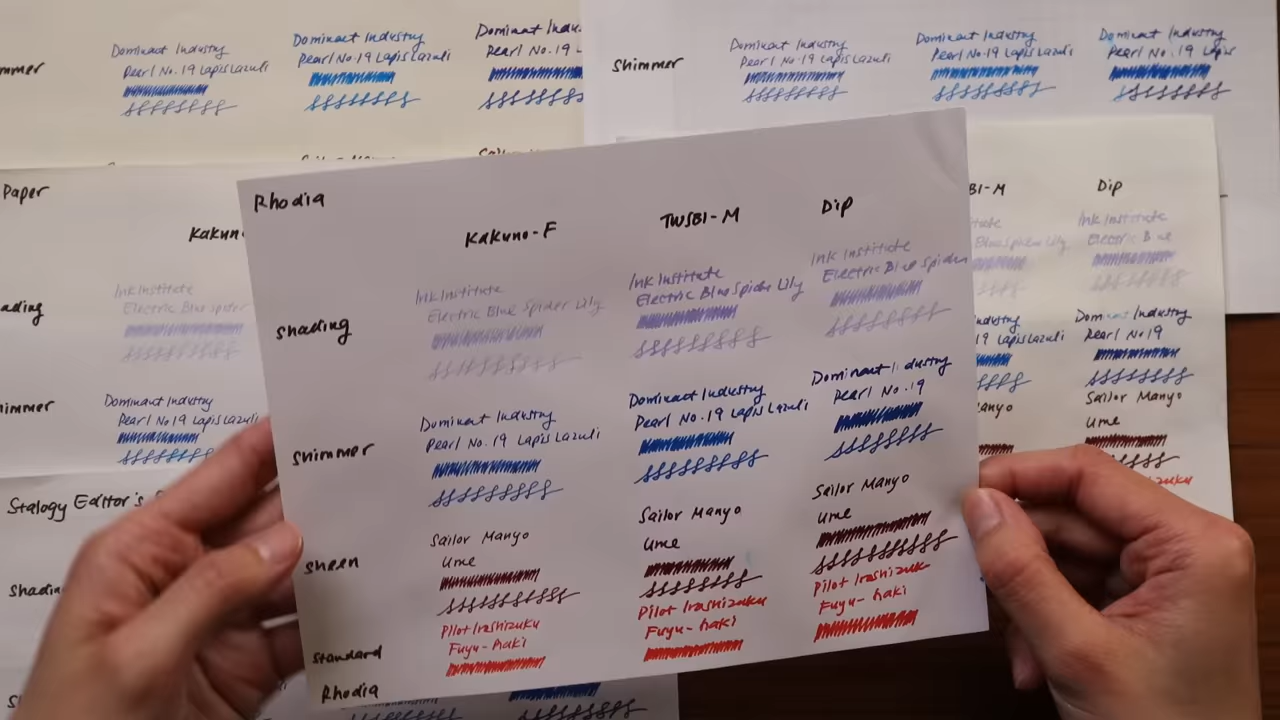 Dominant Industry
Pearl No.19 Lapis Lazuli
Dominant Industry
Pearl No.19 Lapis Lazuli
Dominant
Pearl No.19
Shimmer
Dominant Industry
Pearl No.19 Lapis Lazuli
Dominant Industry
Pearl No.19 Lapis Lazuli
Dominant Industry
Pearl No.19 Lapis
Paper
Ink Institute
Electric Blue Spider
Dominant Industry
Pearl No.19 Lapis Lazuli
Stalogy Editor's
Rhodia
Kakuno-F
TWSBI-M
Dip
Shading
Ink Institute
Electric Blue Spider Lily
Ink Institute
Electric Blue Spider Lily
Ink Institute
Electric Blue Spider
Shimmer
Dominant Industry
Pearl No.19 Lapis Lazuli
Dominant Industry
Pearl No.19 Lapis Lazuli
Dominant Industry
Pearl No.19
Sheen
Sailor Manyo
Ume
Sailor Manyo
Ume
Sailor Manyo
Ume
Standard
Pilot Iroshizuku
Fuyu-gaki
Pilot Iroshizuku
Fuyu-gaki
Pilot Iroshizuk
Fuyu-gaki
Rhodia
Dip
Ink Institute
Electric Blue
Blue Spider Lily
Lapis Lazuli
Dominant Industry
Pearl No.19
Sailor Manyo
Ume